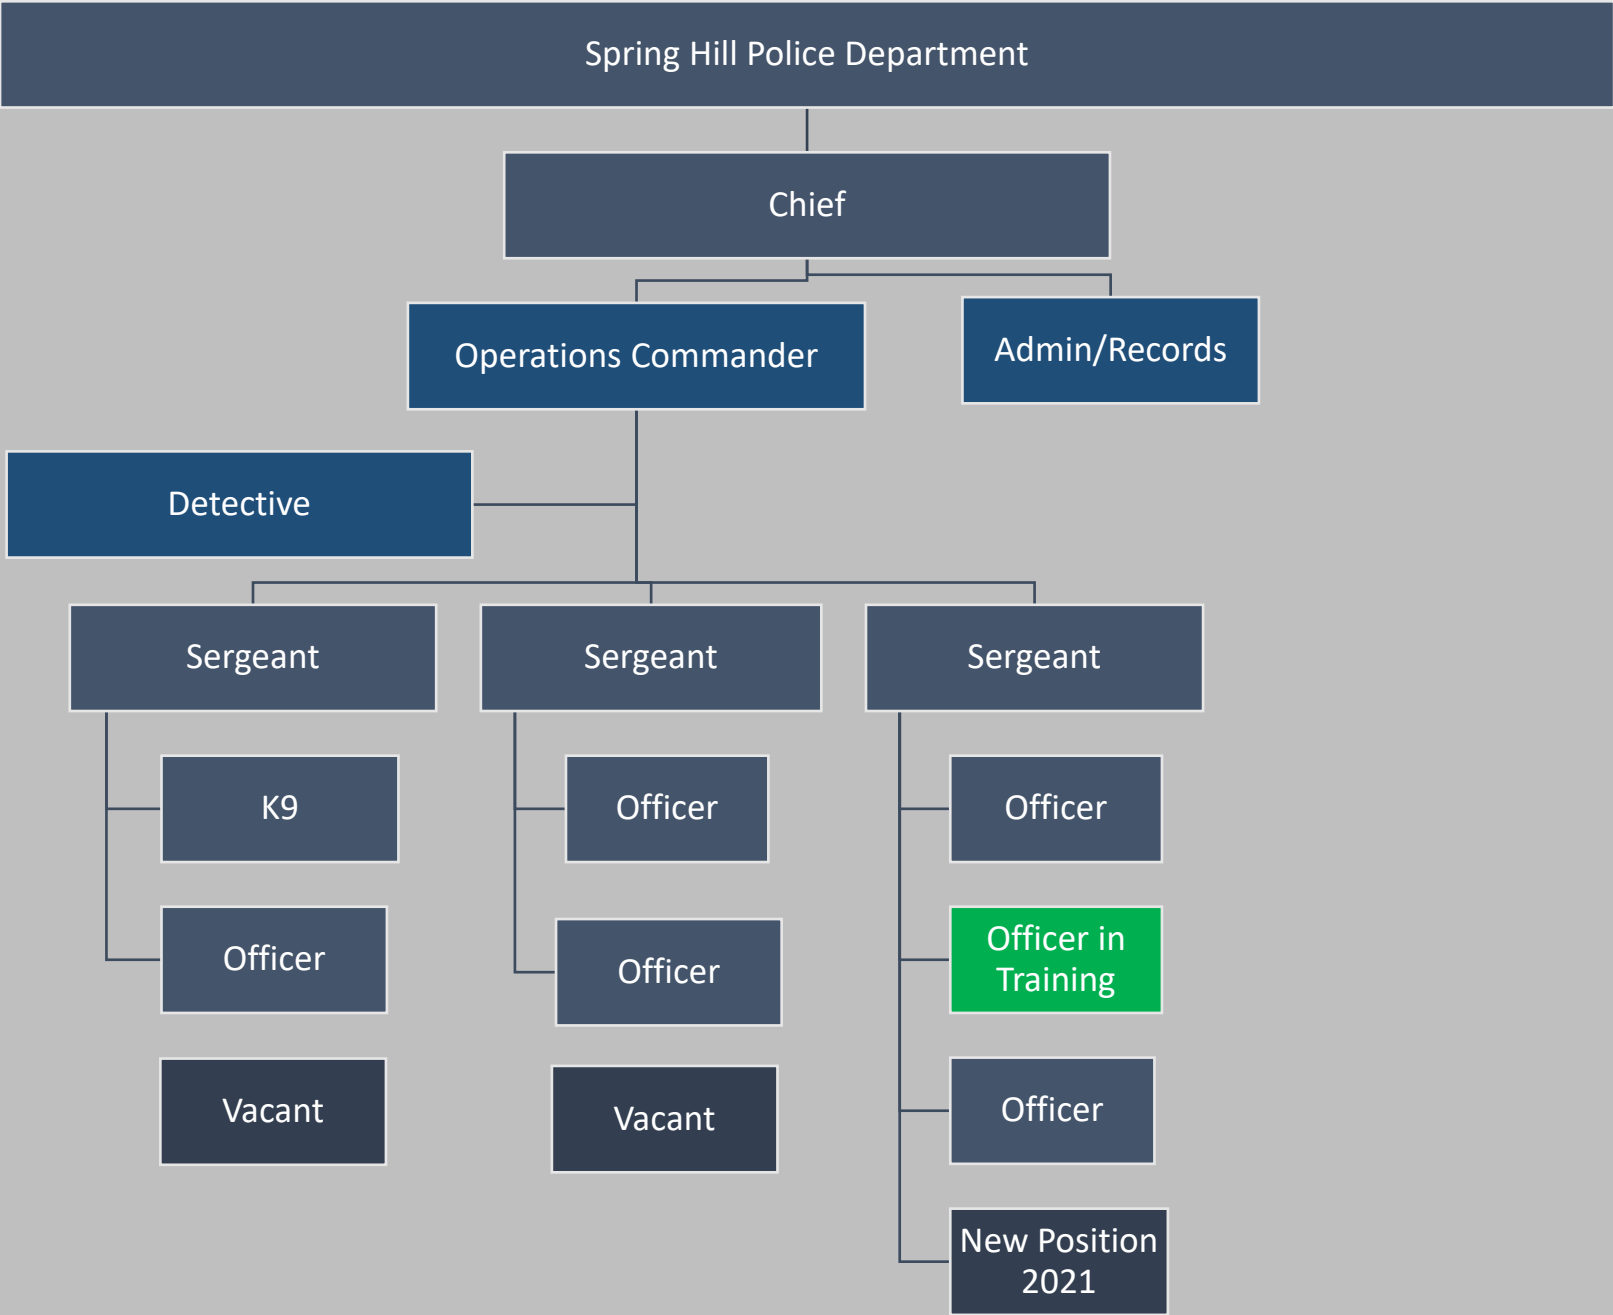 Spring Hill Police Department
Chief
Operations Commander
Admin/Records
Detective
Sergeant
Sergeant
Sergeant
K9
Officer
Officer
Officer
Officer
Officer in
Training
Vacant
Vacant
Officer
New Position
2021